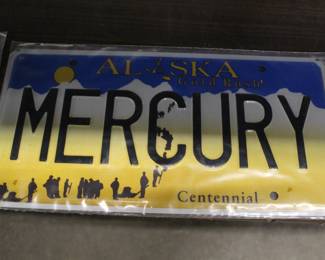 ALASKA
Gold Rush
MERCURY
Centennial